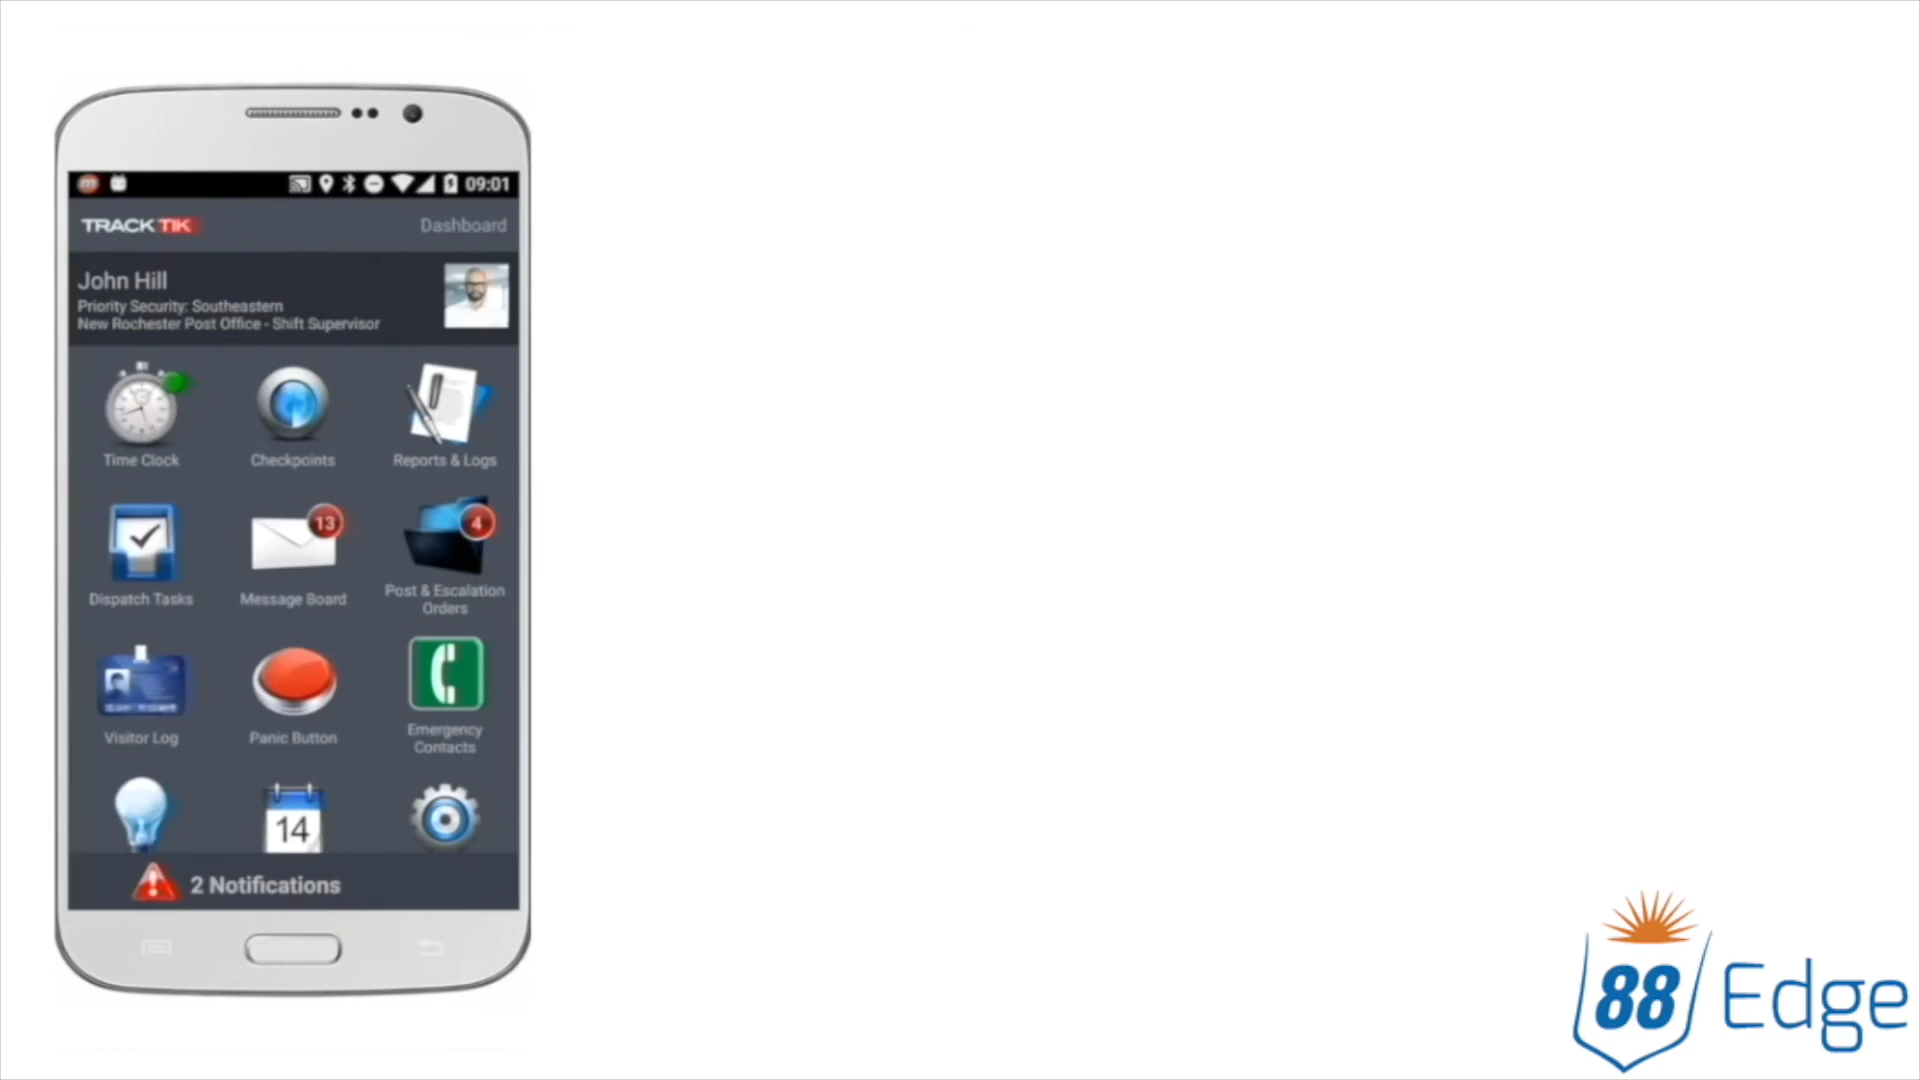 09:01
TRACKTIK
Dashboard
John Hill
Priority Security: Southeastern
New Rochester Post Office - Shift Supervisor
Time Clock
Checkpoints
Reports & Logs
13
4
Dispatch Tasks
Message Board
Post & Escalation
Orders
Visitor Log
Panic Button
Emergency
Contacts
14
2 Notifications
88 Edge